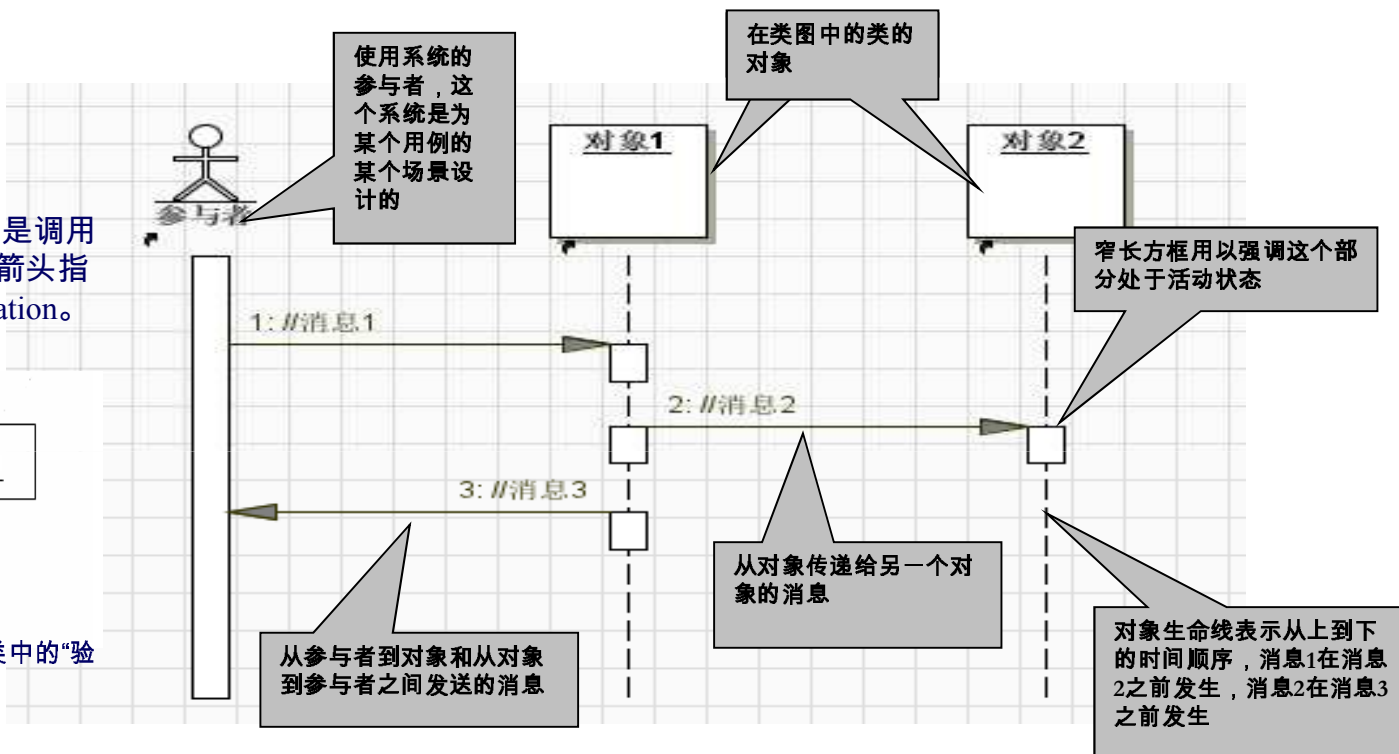 在类图中的类的
对象
使用系统的
参与者，这
个系统是为
某个用例的
某个场景设
计的
对象1
对象2
参与者
是调用
箭头指
ation。
窄长方框用以强调这个部
分处于活动状态
1: //消息1
2: //消息2
3: //消息3
从对象传递给另一个对
象的消息
从参与者到对象和从对象
到参与者之间发送的消息
类中的“验
对象生命线表示从上到下
的时间顺序，消息1在消息
2之前发生，消息2在消息3
之前发生